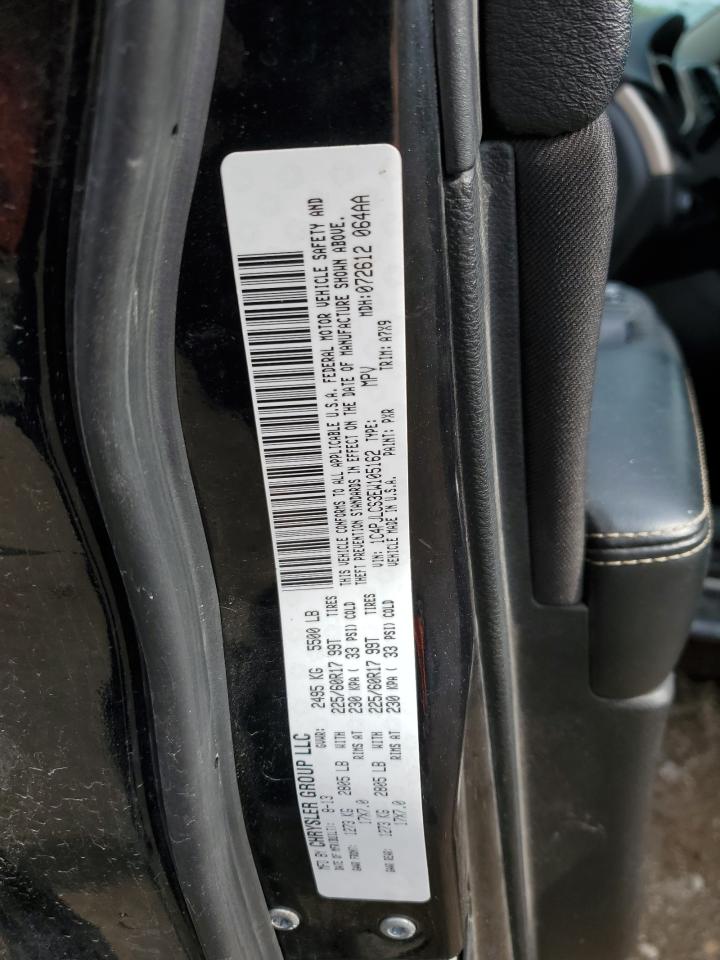 MFD BY: CHRYSLER GROUP LLC
DATE OF MFR(BUILT): 8-13 GVWR: 2495 KG 5500 LB
GAWR FRONT: 1273 KG 2805 LB WITH 225/60R17 99T TIRES
17X7.0 RIMS AT 230 KPA ( 33 PSI) COLD
GAWR REAR: 1273 KG 2805 LB WITH 225/60R17 99T TIRES
17X7.0 RIMS AT 230 KPA ( 33 PSI) COLD
THIS VEHICLE CONFORMS TO ALL APPLICABLE U.S.A. FEDERAL MOTOR VEHICLE SAFETY AND
THEFT PREVENTION STANDARDS IN EFFECT ON THE DATE OF MANUFACTURE SHOWN ABOVE.
MDH:072612 064AA
VIN: 1C4PJLCS3EW105162 TYPE: MPV
VEHICLE MADE IN U.S.A. PAINT: PXR TRIM: A7X9